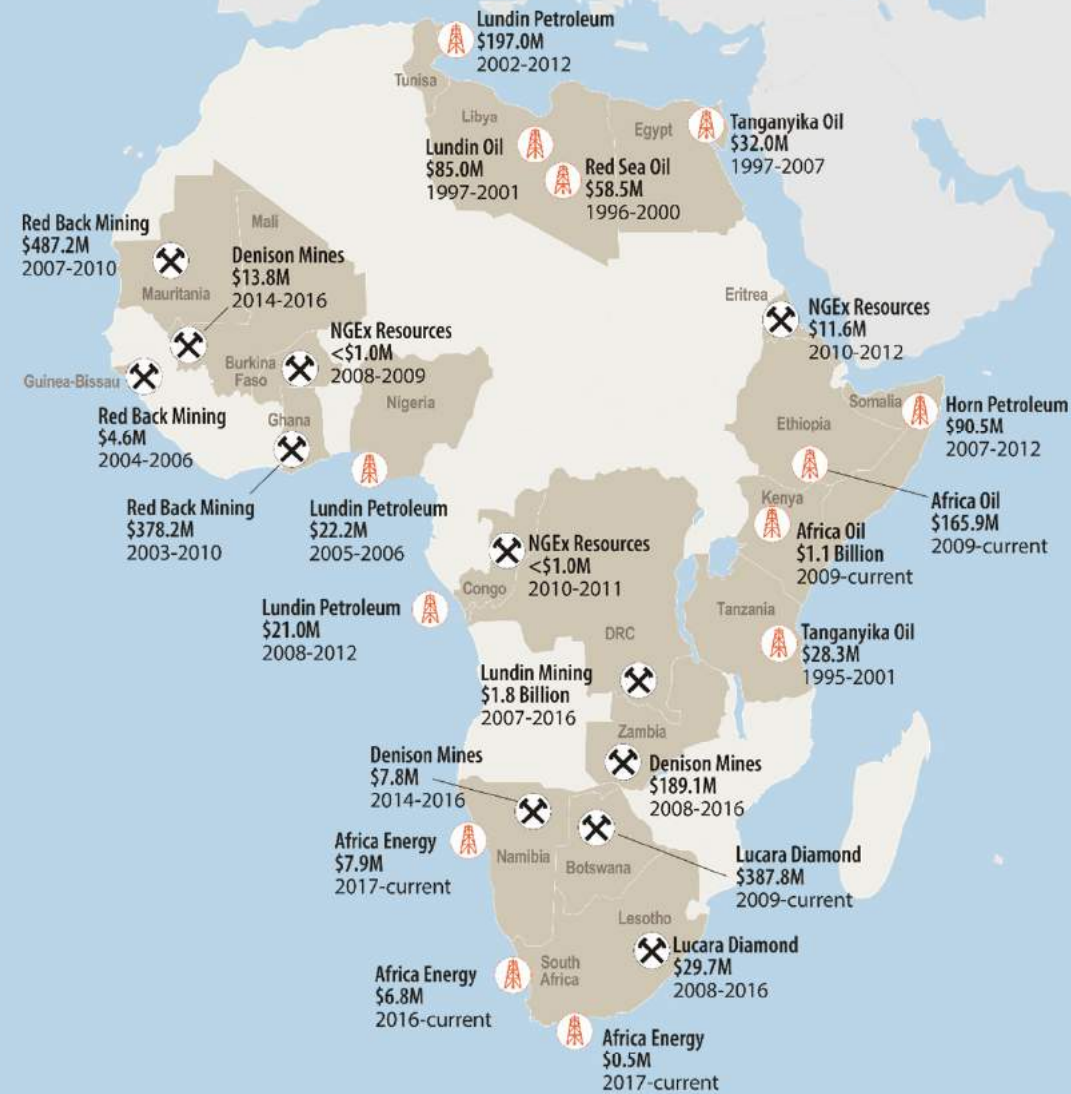 Lundin Petroleum
$197.0M
2002-2012
Tunisa
Libya
Egypt
Tanganyika Oil
$32.0M
1997-2007
Lundin Oil
$85.0M
1997-2001
Red Sea Oil
$58.5M
1996-2000
Red Back Mining
$487.2M
2007-2010
Mali
Denison Mines
$13.8M
2014-2016
Mauritania
Eritrea
NGEx Resources
$11.6M
2010-2012
NGEx Resources
<$1.0M
2008-2009
Burkina
Faso
Guinea-Bissau
Nigeria
Ghana
Somalia
Horn Petroleum
$90.5M
2007-2012
Ethiopia
Red Back Mining
$4.6M
2004-2006
Red Back Mining
$378.2M
2003-2010
Lundin Petroleum
$22.2M
2005-2006
Kenya
Africa Oil
$165.9M
2009-current
Africa Oil
$1.1 Billion
2009-current
NGEx Resources
<$1.0M
2010-2011
Congo
Lundin Petroleum
$21.0M
2008-2012
Tanzania
DRC
Tanganyika Oil
$28.3M
1995-2001
Lundin Mining
$1.8 Billion
2007-2016
Zambia
Denison Mines
$7.8M
2014-2016
Denison Mines
$189.1M
2008-2016
Africa Energy
$7.9M
2017-current
Namibia
Botswana
Lucara Diamond
$387.8M
2009-current
Lesotho
Lucara Diamond
$29.7M
2008-2016
South
Africa
Africa Energy
$6.8M
2016-current
Africa Energy
$0.5M
2017-current